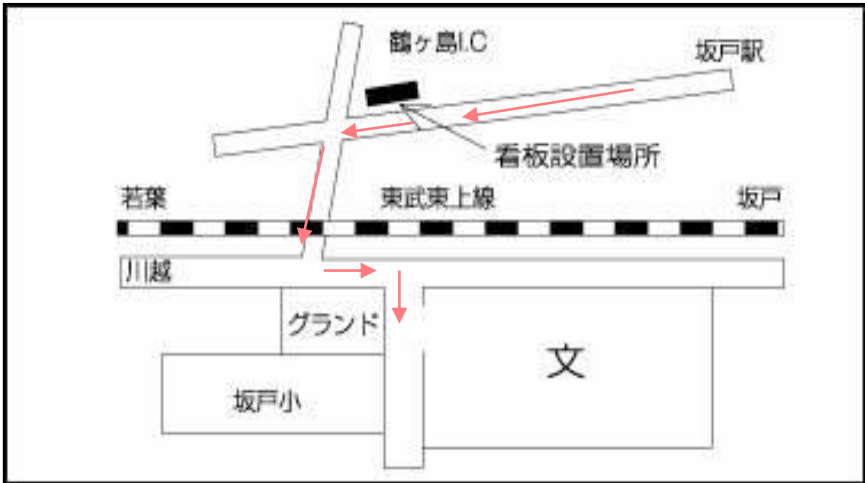 鶴ヶ島I.C
坂戸駅
看板設置場所
若葉
東武東上線
坂戸
川越
グランド
文
坂戸小